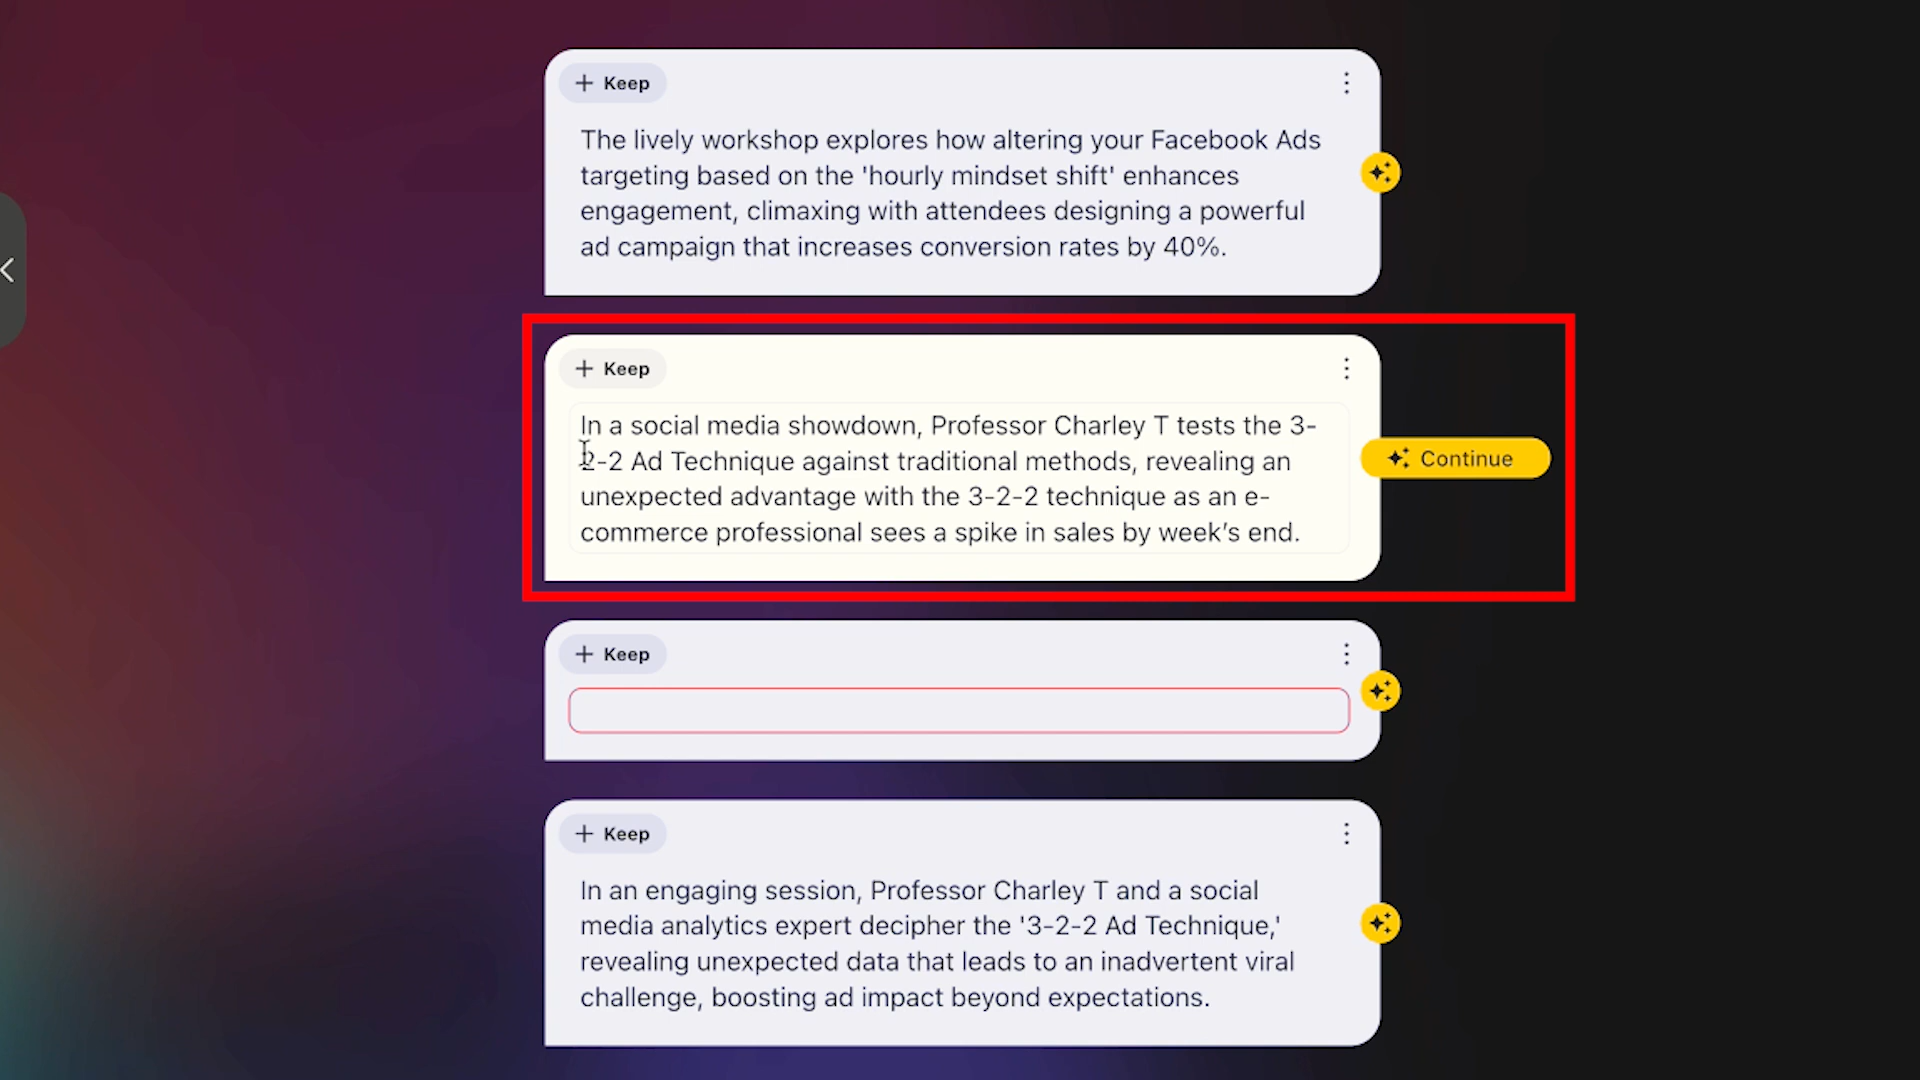 Keep
The lively workshop explores how altering your Facebook Ads
targeting based on the 'hourly mindset shift' enhances
engagement, climaxing with attendees designing a powerful
ad campaign that increases conversion rates by 40%.
Keep
In a social media showdown, Professor Charley T tests the 3-
2-2 Ad Technique against traditional methods, revealing an
unexpected advantage with the 3-2-2 technique as an e-
commerce professional sees a spike in sales by week’s end.
Continue
Keep
Keep
In an engaging session, Professor Charley T and a social
media analytics expert decipher the '3-2-2 Ad Technique,'
revealing unexpected data that leads to an inadvertent viral
challenge, boosting ad impact beyond expectations.